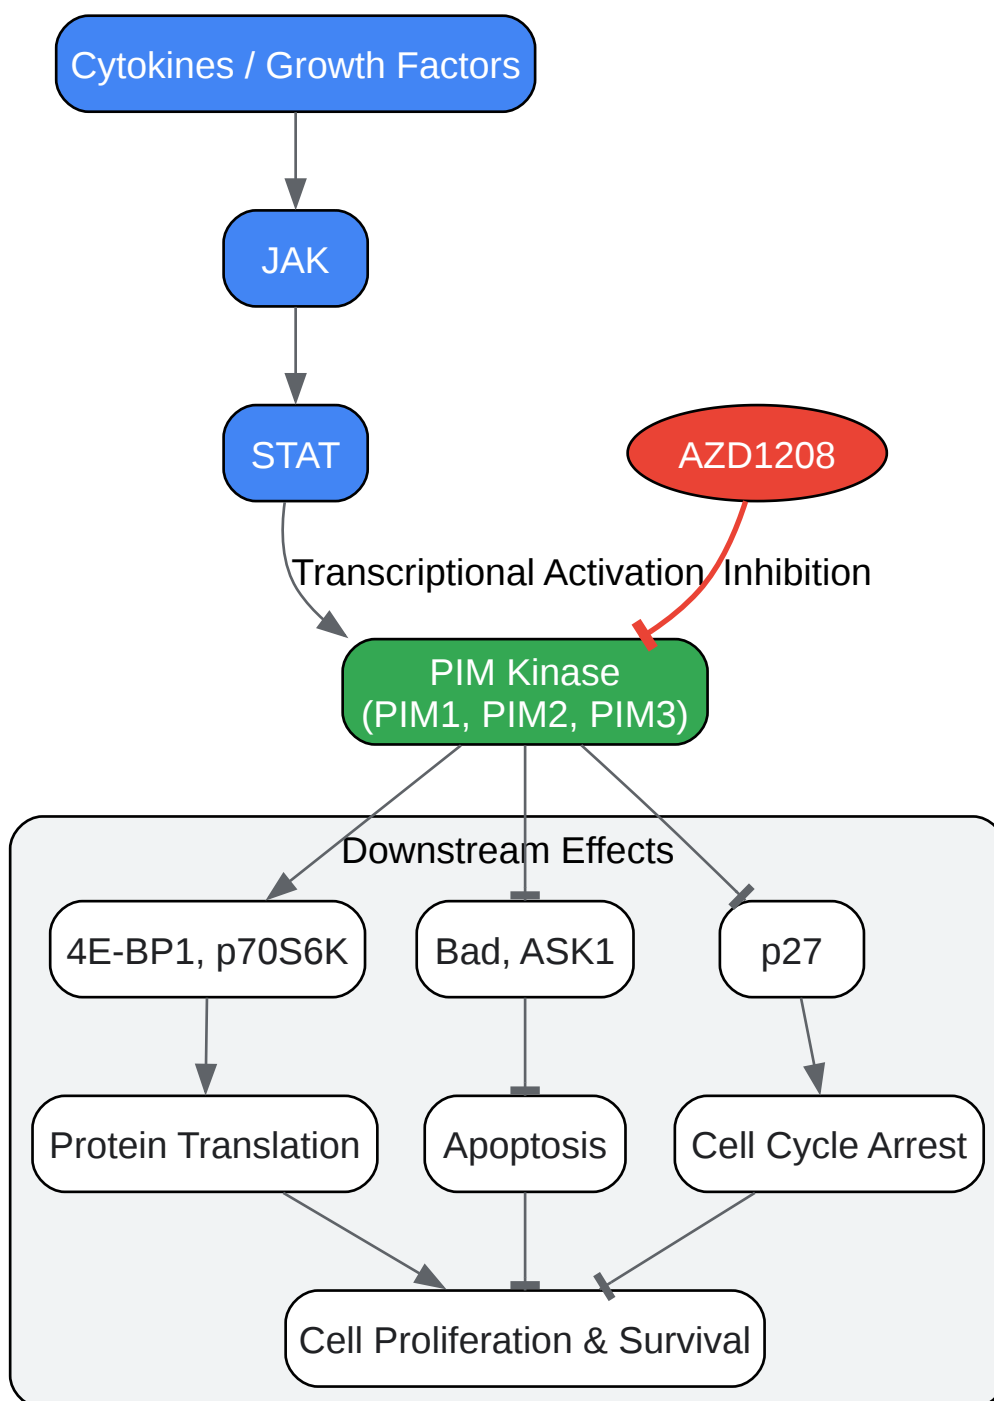 Cytokines / Growth Factors
JAK
STAT
AZD1208
Transcriptional Activation
Inhibition
PIM Kinase
(PIM1, PIM2, PIM3)
Downstream Effects
4E-BP1, p70S6K
Bad, ASK1
p27
Protein Translation
Apoptosis
Cell Cycle Arrest
Cell Proliferation & Survival